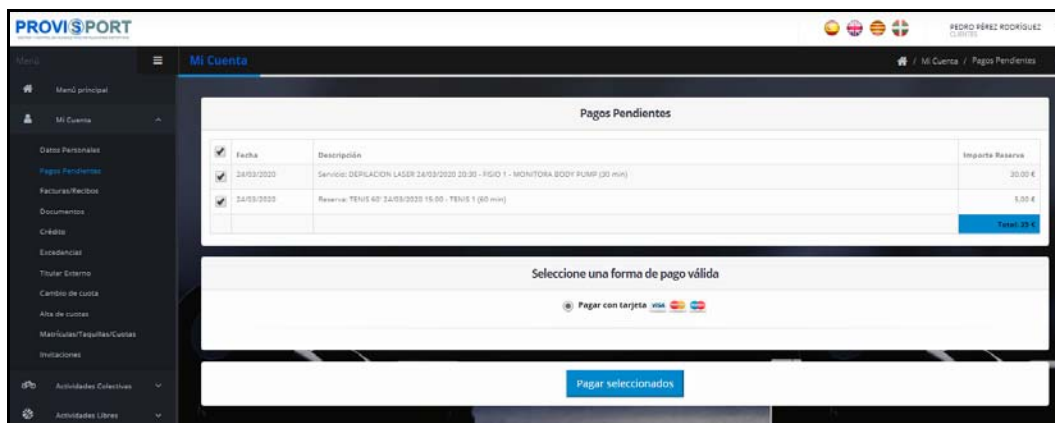 PROVISPORT
PEDRO PÉREZ RODRÍGUEZ
CLIENTES
Menú
Mi Cuenta
/ Mi Cuenta / Pagos Pendientes
Menú principal
Mi Cuenta
Datos Personales
Pagos Pendientes
Facturas/Recibos
Documentos
Crédito
Excedencias
Titular Externo
Cambio de cuota
Alta de cuotas
Matrículas/Taquillas/Cuotas
Invitaciones
Actividades Colectivas
Actividades Libres
Pagos Pendientes
Fecha Descripción Importe Reserva
24/03/2020 Servicio: DEPILACION LASER 24/03/2020 20:30 - FISIO 1 - MONITORA BODY PUMP (30 min) 30,00 €
24/03/2020 Reserva: TENIS 60' 24/03/2020 15:00 - TENIS 1 (60 min) 5,00 €
Total: 35 €
Seleccione una forma de pago válida
Pagar con tarjeta VISA
Pagar seleccionados